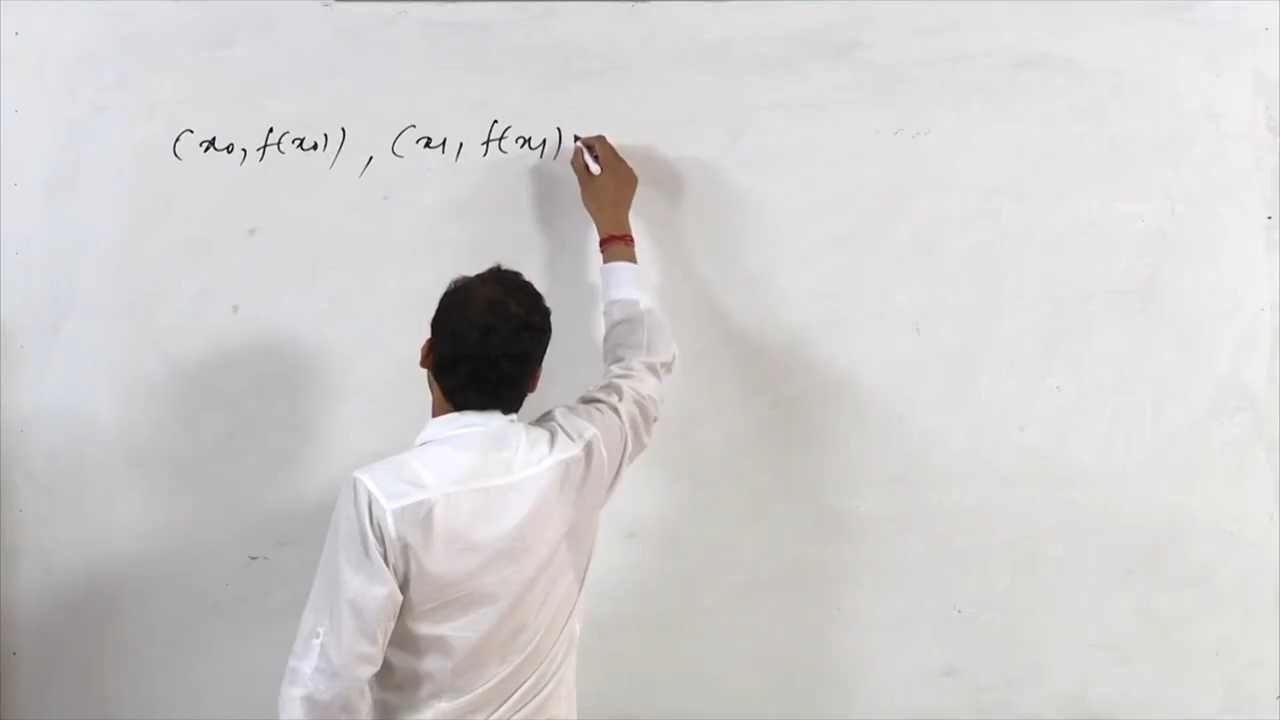 (x₀, f(x₀)), (x₁, f(x₁)